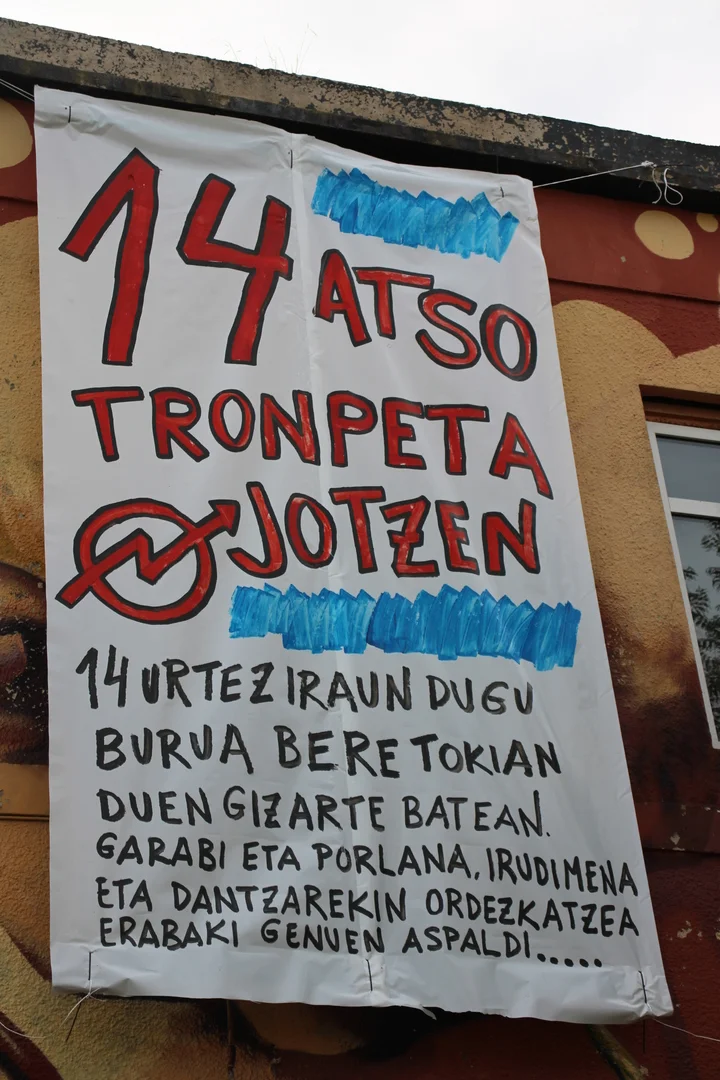 14 ATSO
TRONPETA
JOTZEN
14 URTEZ IRAUN DUGU
BURUA BERE TOKIAN
DUEN GIZARTE BATEAN.
GARABI ETA PORLANA, IRUDIMENA
ETA DANTZAREKIN ORDEZKATZEA
ERABAKI GENUEN ASPALDI.....